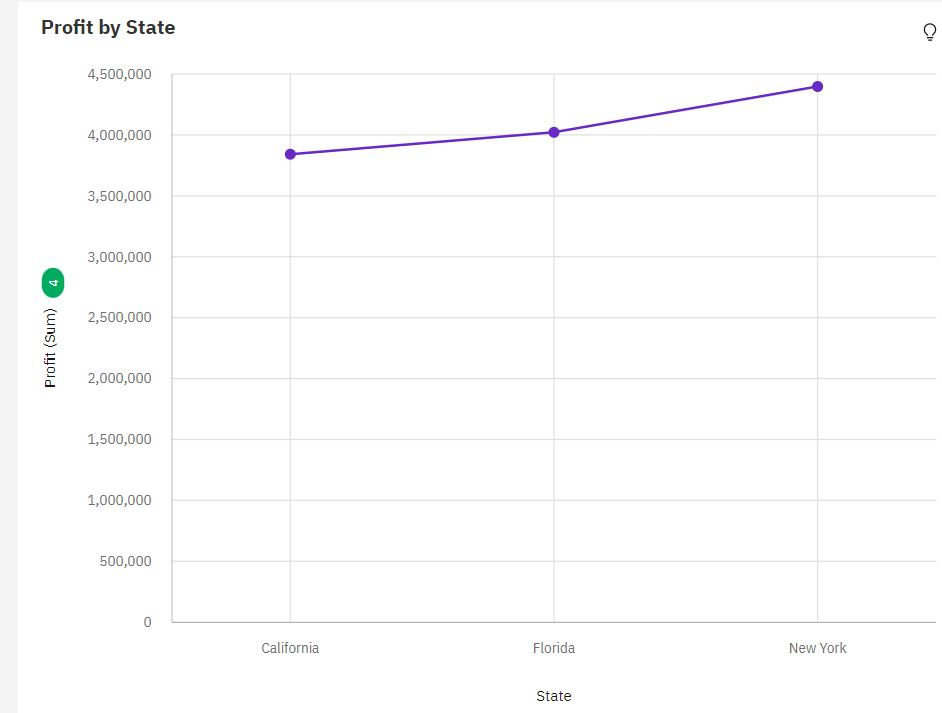 Profit by State
4,500,000
4,000,000
3,500,000
3,000,000
2,500,000
2,000,000
1,500,000
1,000,000
500,000
0
Profit (Sum) 4
California Florida New York
State